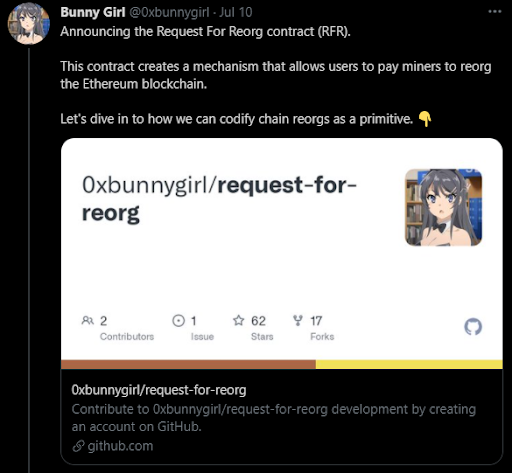 Bunny Girl @0xbunnygirl · Jul 10
Announcing the Request For Reorg contract (RFR).
This contract creates a mechanism that allows users to pay miners to reorg
the Ethereum blockchain.
Let's dive in to how we can codify chain reorgs as a primitive. 👇
0xbunnygirl/request-for-
reorg
2 1 62 17
Contributors Issue Stars Forks
0xbunnygirl/request-for-reorg
Contribute to 0xbunnygirl/request-for-reorg development by creating
an account on GitHub.
github.com